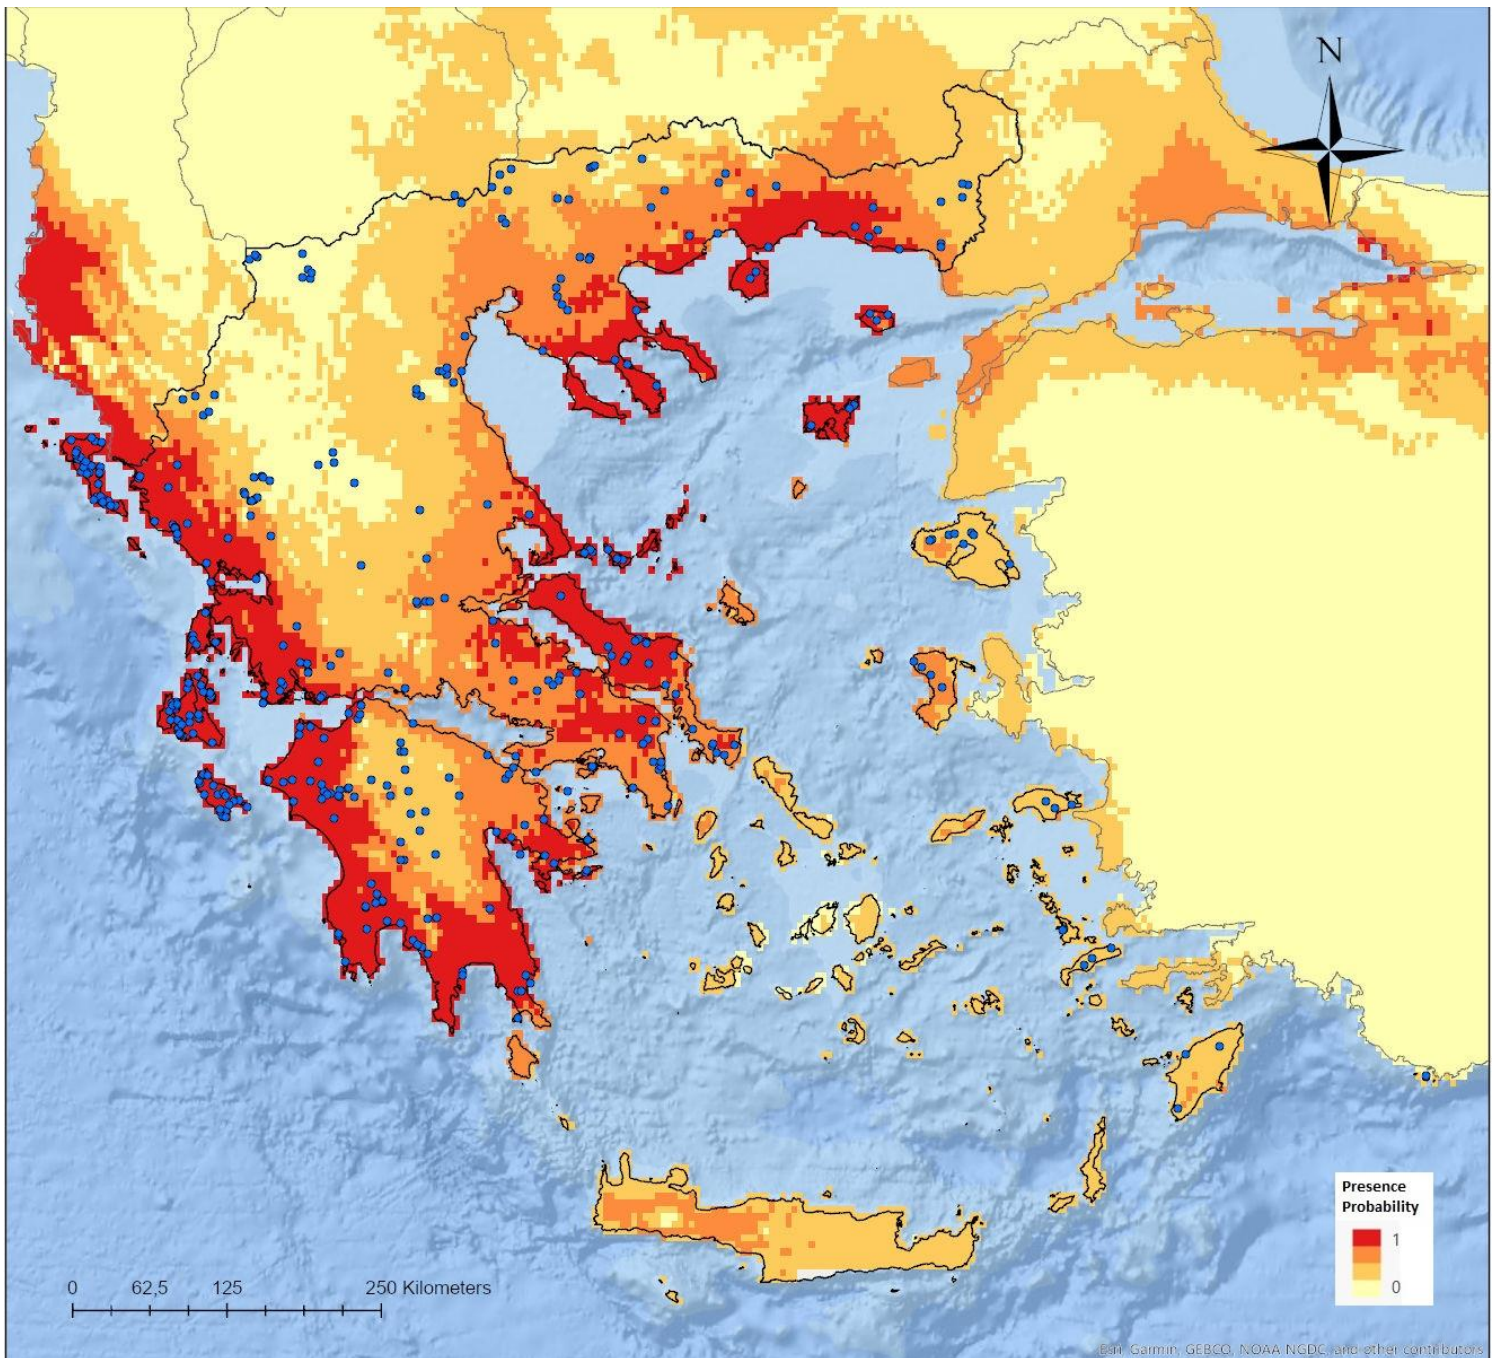 N
Presence
Probability
1
0
0 62,5 125 250 Kilometers
Esri, Garmin, GEBCO, NOAA NGDC, and other contributors